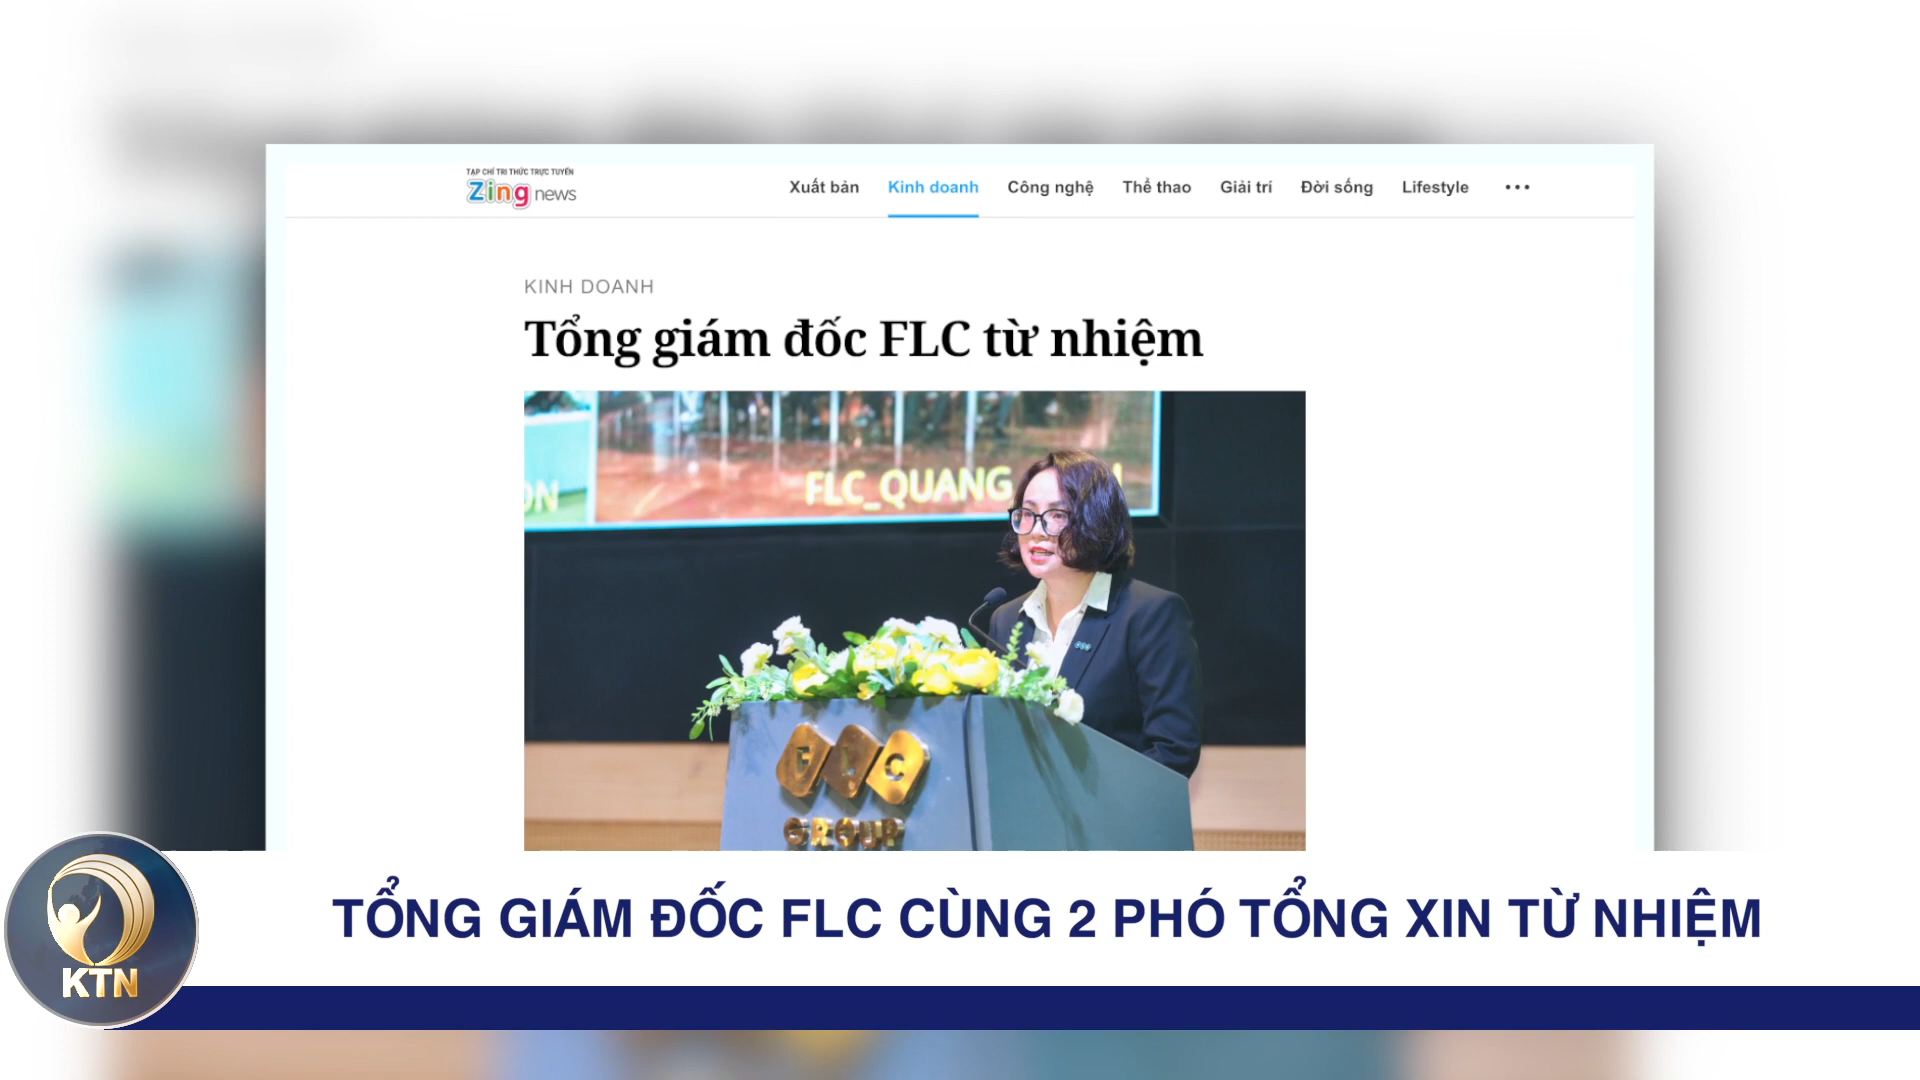 TẠP CHÍ TRI THỨC TRỰC TUYẾN
Zing news
Xuất bản Kinh doanh Công nghệ Thể thao Giải trí Đời sống Lifestyle
KINH DOANH
Tổng giám đốc FLC từ nhiệm
ON
FLC_QUANG
FLC
GROUP
KTN
TỔNG GIÁM ĐỐC FLC CÙNG 2 PHÓ TỔNG XIN TỪ NHIỆM